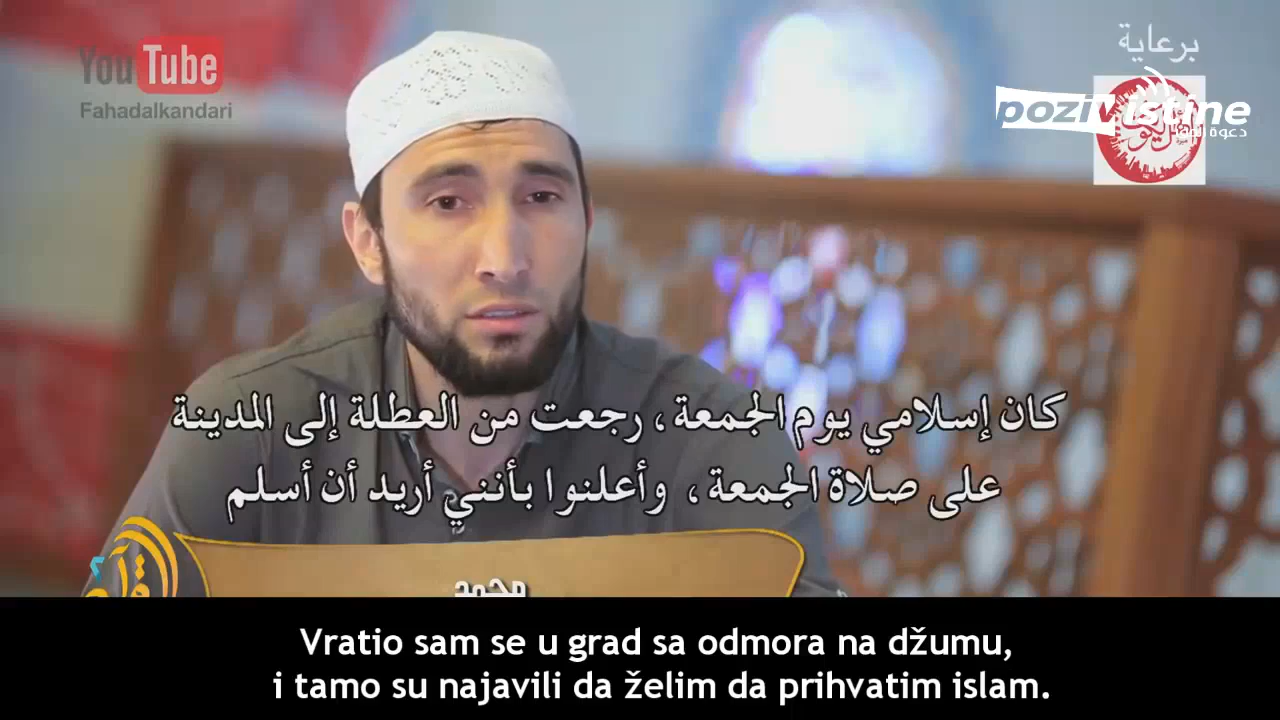 YouTube
Fahadalkandari
برعاية
poziv istine
كان إسلامي يوم الجمعة، رجعت من العطلة إلى المدينة
على صلاة الجمعة، وأعلنوا بأنني أريد أن أسلم
محمد
Vratio sam se u grad sa odmora na džumu,
i tamo su najavili da želim da prihvatim islam.